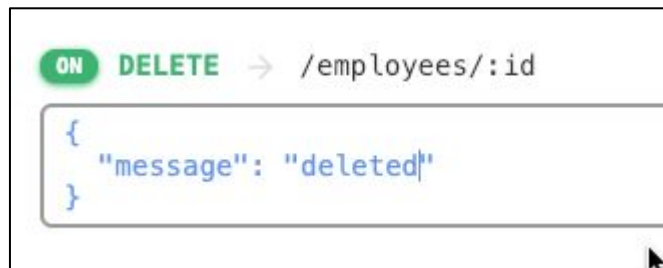 ON DELETE → /employees/:id
{
"message": "deleted"
}